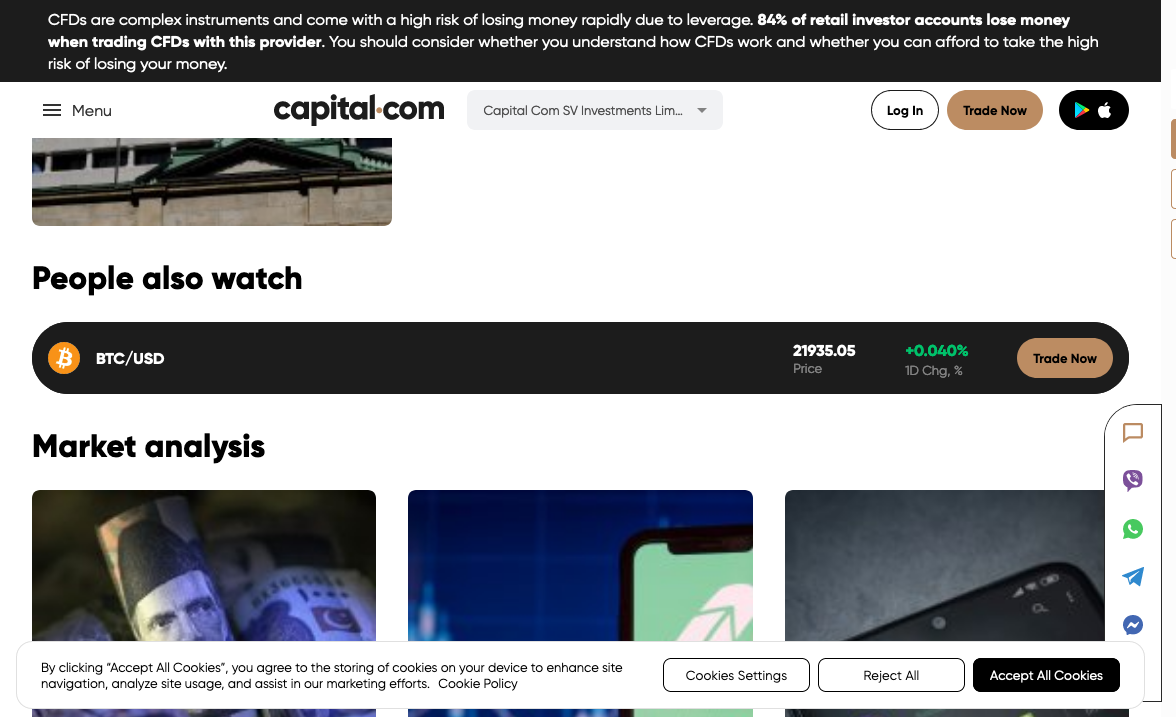 CFDs are complex instruments and come with a high risk of losing money rapidly due to leverage. 84% of retail investor accounts lose money
when trading CFDs with this provider. You should consider whether you understand how CFDs work and whether you can afford to take the high
risk of losing your money.
Menu
capital.com
Capital Com SV Investments Lim...
Log In
Trade Now
People also watch
BTC/USD
21935.05
Price
+0.040%
1D Chg, %
Trade Now
Market analysis
By clicking “Accept All Cookies”, you agree to the storing of cookies on your device to enhance site
navigation, analyze site usage, and assist in our marketing efforts. Cookie Policy
Cookies Settings
Reject All
Accept All Cookies